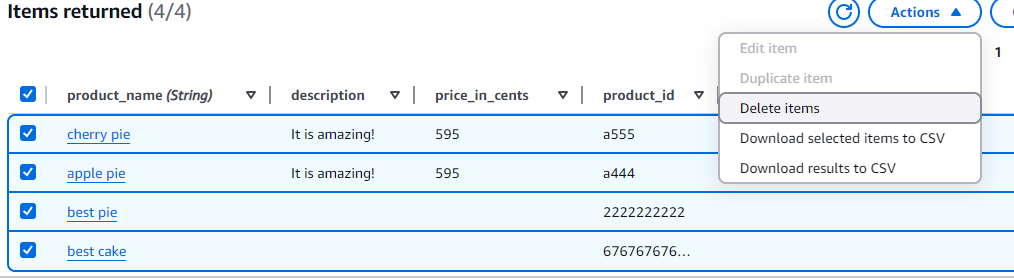 Items returned (4/4)
Actions
Edit item
1
Duplicate item
product_name (String) description price_in_cents product_id
Delete items
cherry pie It is amazing! 595 a555
Download selected items to CSV
apple pie It is amazing! 595 a444
Download results to CSV
best pie 2222222222
best cake 676767676...